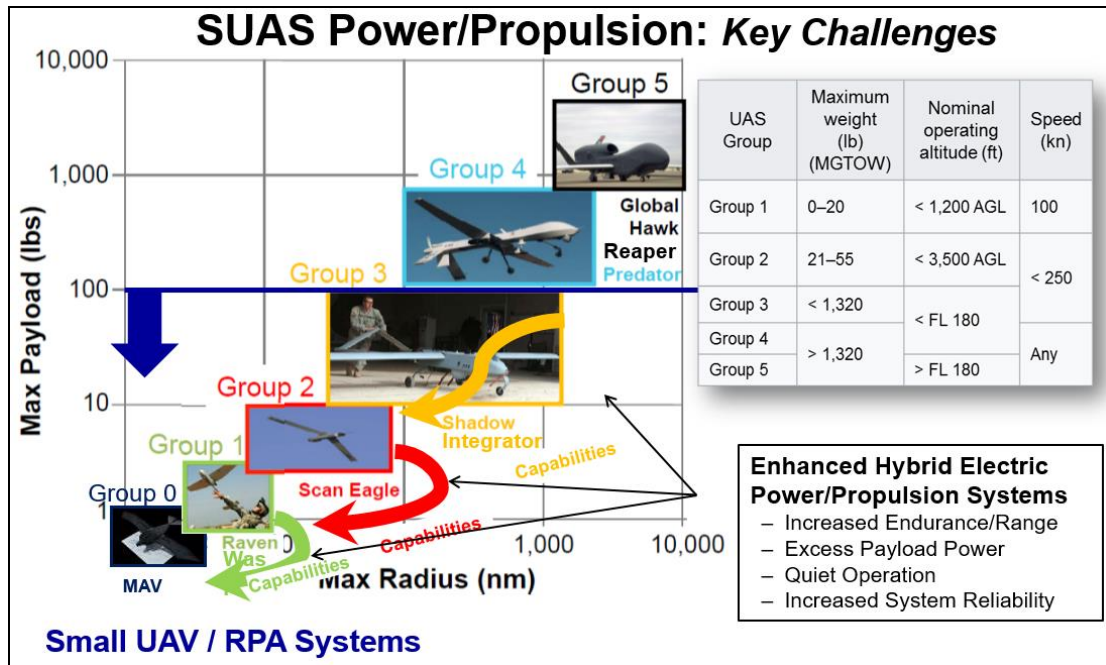 SUAS Power/Propulsion: Key Challenges
10,000
1,000
100
10
1
Max Payload (lbs)
Group 5
Group 4
Global
Hawk
Reaper
Predator
Group 3
Group 2
Shadow
Integrator
Group 1
Scan Eagle
Group 0
Raven
Was
MAV
Capabilities
Capabilities
Capabilities
1,000
10,000
Max Radius (nm)
Small UAV / RPA Systems
UAS Group
Maximum weight (lb) (MGTOW)
Nominal operating altitude (ft)
Speed (kn)
Group 1
0–20
< 1,200 AGL
100
Group 2
21–55
< 3,500 AGL
< 250
Group 3
< 1,320
< FL 180
Group 4
> 1,320
Any
Group 5
> FL 180
Enhanced Hybrid Electric
Power/Propulsion Systems
– Increased Endurance/Range
– Excess Payload Power
– Quiet Operation
– Increased System Reliability